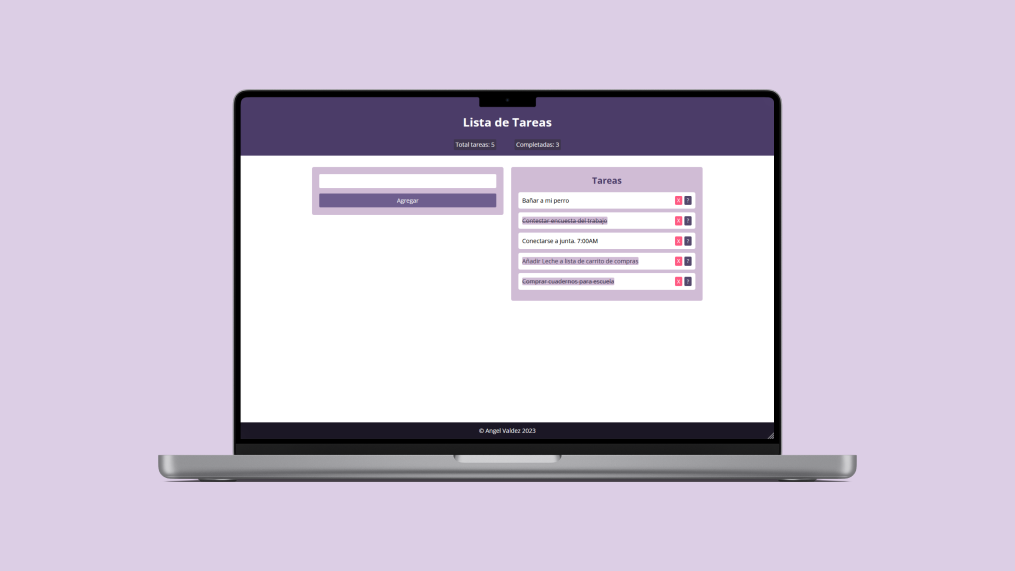 Lista de Tareas
Total tareas: 5 Completadas: 3
Agregar
Tareas
Bañar a mi perro
X ?
Contestar encuesta del trabajo
X ?
Conectarse a junta. 7:00AM
X ?
Añadir Leche a lista de carrito de compras
X ?
Comprar cuadernos para escuela
X ?
© Angel Valdez 2023